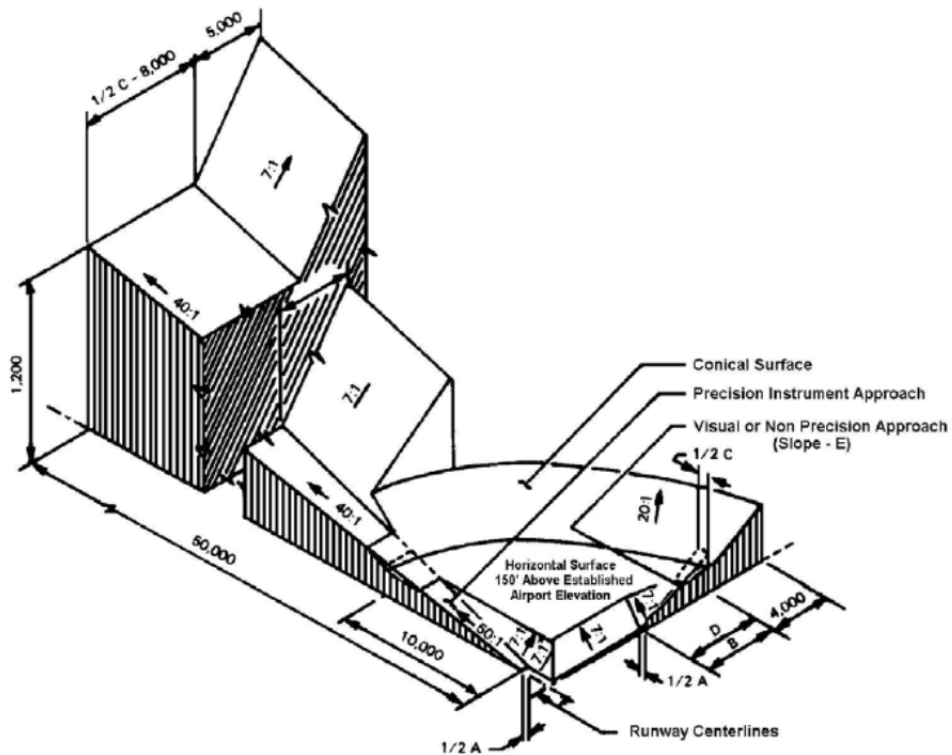 1/2 C - 8,000
5,000
7:1
40:1
1,200
7:1
Conical Surface
Precision Instrument Approach
Visual or Non Precision Approach
(Slope - E)
1/2 C
20:1
40:1
50,000
Horizontal Surface
150' Above Established
Airport Elevation
7:1
50:1
7:1
7:1
7:1
10,000
4,000
D
B
1/2 A
Runway Centerlines
1/2 A